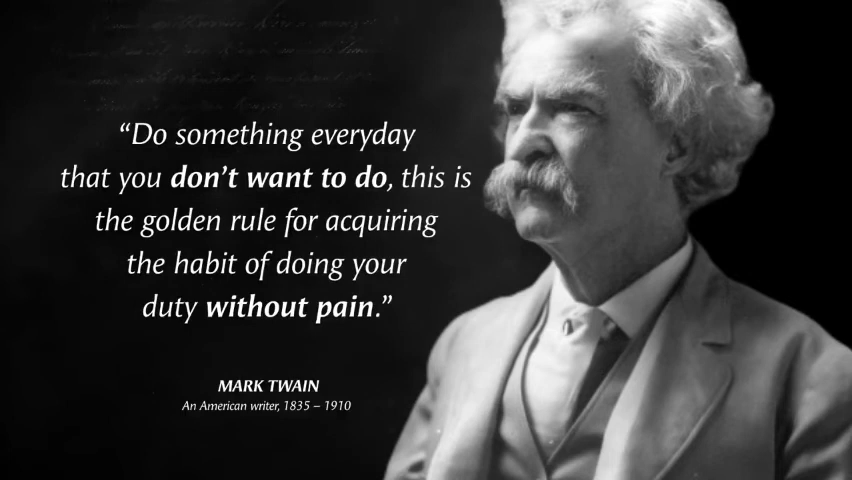 “Do something everyday
that you don’t want to do, this is
the golden rule for acquiring
the habit of doing your
duty without pain.”
MARK TWAIN
An American writer, 1835 – 1910